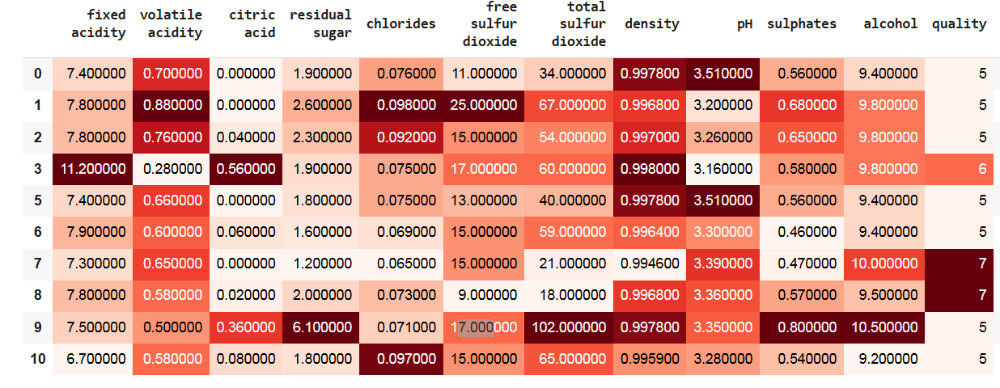 fixed acidity volatile acidity citric acid residual sugar chlorides free sulfur dioxide total sulfur dioxide density pH sulphates alcohol quality
0 7.400000 0.700000 0.000000 1.900000 0.076000 11.000000 34.000000 0.997800 3.510000 0.560000 9.400000 5
1 7.800000 0.880000 0.000000 2.600000 0.098000 25.000000 67.000000 0.996800 3.200000 0.680000 9.800000 5
2 7.800000 0.760000 0.040000 2.300000 0.092000 15.000000 54.000000 0.997000 3.260000 0.650000 9.800000 5
3 11.200000 0.280000 0.560000 1.900000 0.075000 17.000000 60.000000 0.998000 3.160000 0.580000 9.800000 6
5 7.400000 0.660000 0.000000 1.800000 0.075000 13.000000 40.000000 0.997800 3.510000 0.560000 9.400000 5
6 7.900000 0.600000 0.060000 1.600000 0.069000 15.000000 59.000000 0.996400 3.300000 0.460000 9.400000 5
7 7.300000 0.650000 0.000000 1.200000 0.065000 15.000000 21.000000 0.994600 3.390000 0.470000 10.000000 7
8 7.800000 0.580000 0.020000 2.000000 0.073000 9.000000 18.000000 0.996800 3.360000 0.570000 9.500000 7
9 7.500000 0.500000 0.360000 6.100000 0.071000 17.000000 102.000000 0.997800 3.350000 0.800000 10.500000 5
10 6.700000 0.580000 0.080000 1.800000 0.097000 15.000000 65.000000 0.995900 3.280000 0.540000 9.200000 5